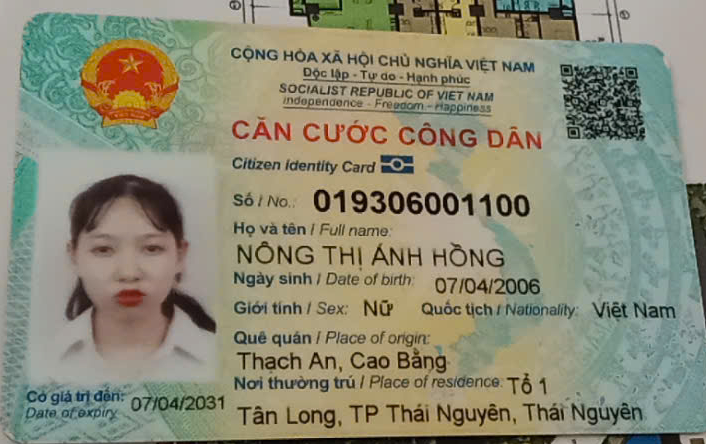 CỘNG HÒA XÃ HỘI CHỦ NGHĨA VIỆT NAM
Độc lập - Tự do - Hạnh phúc
SOCIALIST REPUBLIC OF VIET NAM
Independence - Freedom - Happiness
CĂN CƯỚC CÔNG DÂN
Citizen Identity Card
Số / No.: 019306001100
Họ và tên / Full name:
NÔNG THỊ ÁNH HỒNG
Ngày sinh / Date of birth: 07/04/2006
Giới tính / Sex: Nữ Quốc tịch / Nationality: Việt Nam
Quê quán / Place of origin:
Thạch An, Cao Bằng
Nơi thường trú / Place of residence: Tổ 1
Tân Long, TP Thái Nguyên, Thái Nguyên
Có giá trị đến: 07/04/2031
Date of expiry